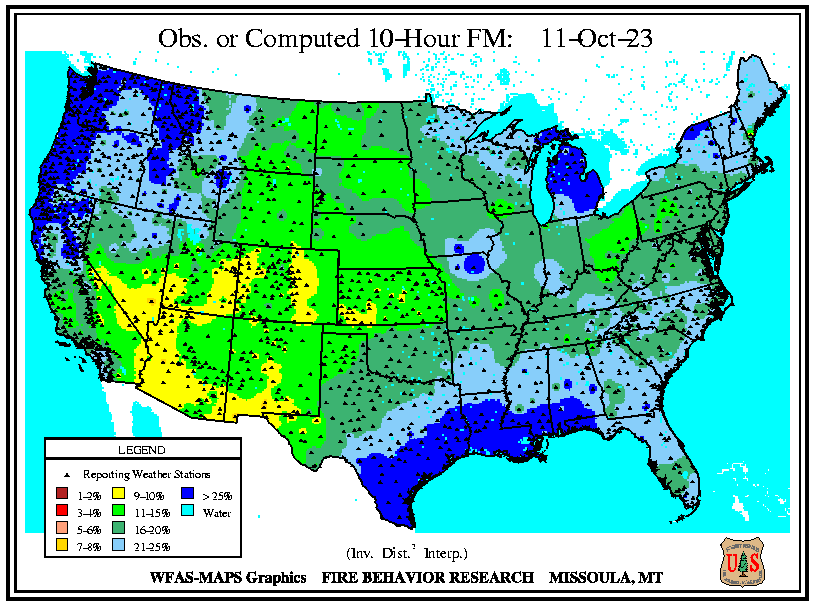 Obs. or Computed 10-Hour FM: 11-Oct-23
LEGEND
Reporting Weather Stations
1-2% 9-10% > 25%
3-4% 11-15% Water
5-6% 16-20%
7-8% 21-25%
(Inv. Dist.² Interp.)
WFAS-MAPS Graphics FIRE BEHAVIOR RESEARCH MISSOULA, MT
U S